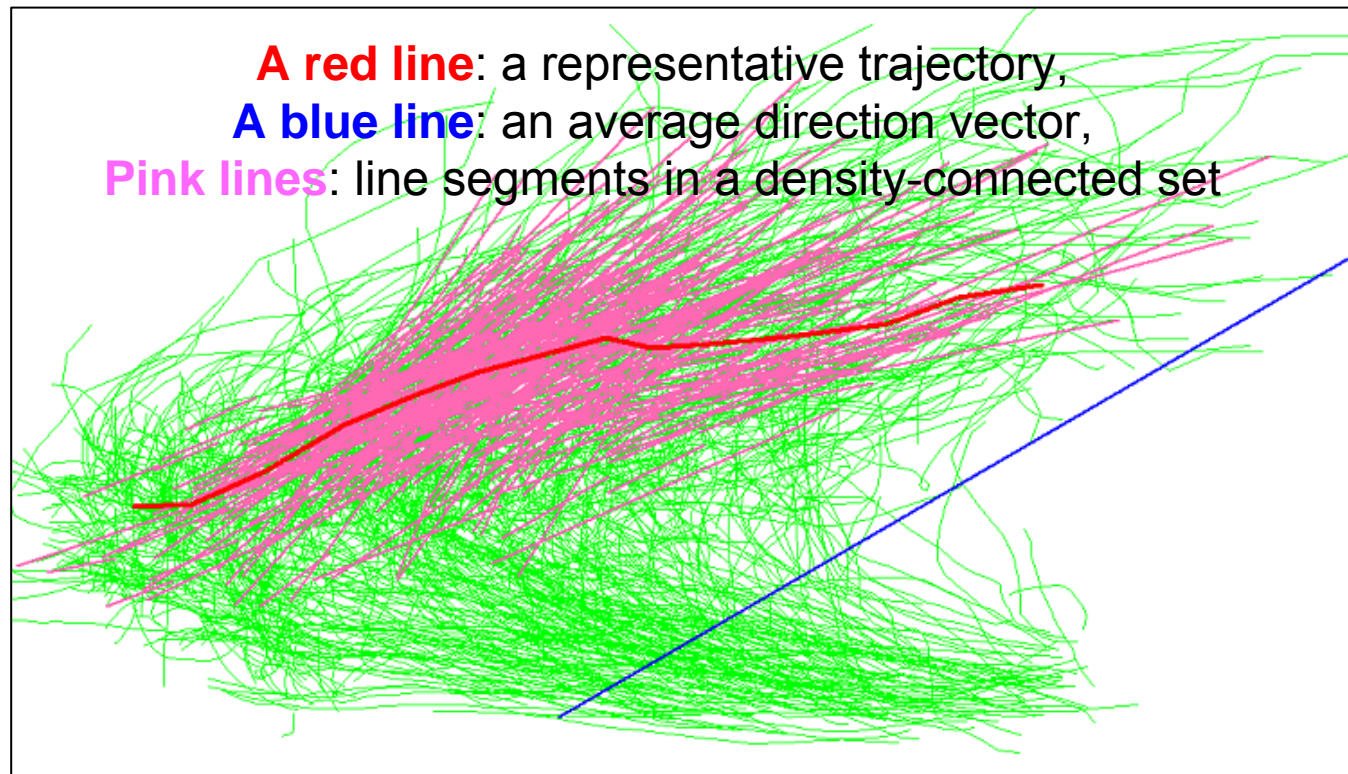 A red line: a representative trajectory,
A blue line: an average direction vector,
Pink lines: line segments in a density-connected set